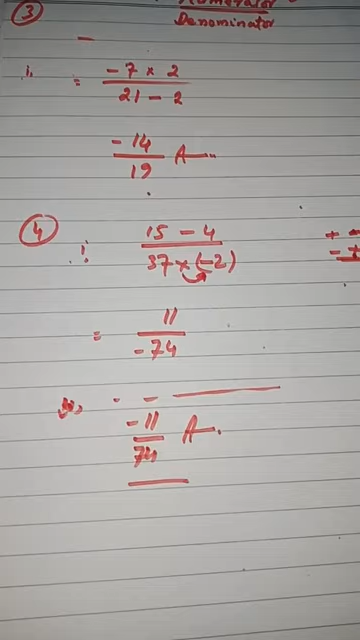 ③ Numerator
Denominator
i. = -7 × 2
21 - 2
-14
19
④ i 15 - 4
37 × (-2)
= 11
-74
-11
74